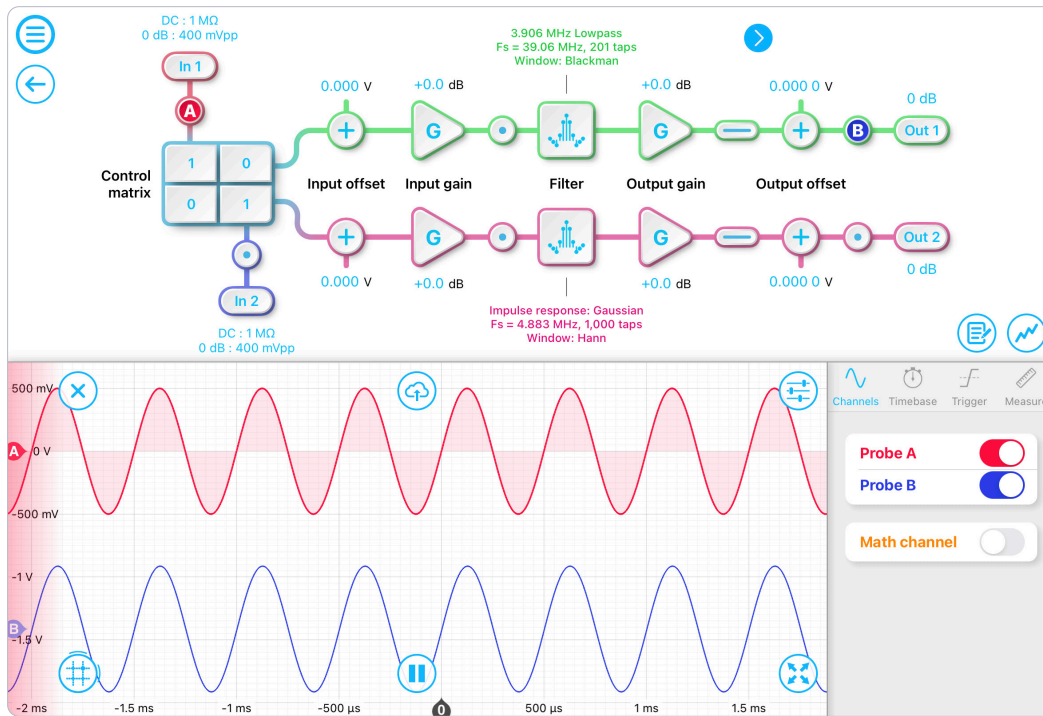 DC : 1 MΩ
0 dB : 400 mVpp
In 1
A
3.906 MHz Lowpass
Fs = 39.06 MHz, 201 taps
Window: Blackman
0.000 V
+0.0 dB
+0.0 dB
0.000 0 V
0 dB
G
G
B
Out 1
1 0
0 1
Control
matrix
Input offset
Input gain
Filter
Output gain
Output offset
G
G
Out 2
0.000 V
+0.0 dB
+0.0 dB
0.000 0 V
0 dB
In 2
DC : 1 MΩ
0 dB : 400 mVpp
Impulse response: Gaussian
Fs = 4.883 MHz, 1,000 taps
Window: Hann
500 mV
A
0 V
-500 mV
-1 V
B
-1.5 V
-2 ms
-1.5 ms
-1 ms
-500 µs
0
500 µs
1 ms
1.5 ms
Channels
Timebase
Trigger
Measur
Probe A
Probe B
Math channel